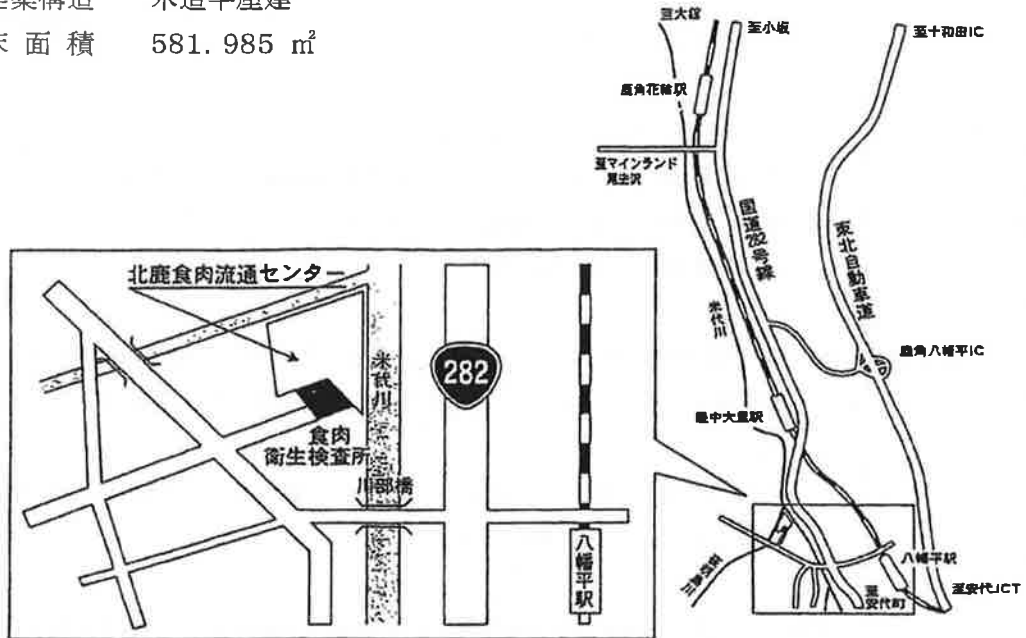 木造平屋建
面 積 581.985 ㎡
至大館
至小坂
至十和田IC
鹿角花輪駅
至マインランド
尾去沢
国道282号線
東北自動車道
米代川
鹿角八幡平IC
陸中大里駅
八幡平駅
至安代JCT
至
安代町
北鹿食肉流通センター
米代川
282
食肉
衛生検査所
川部橋
八幡平駅